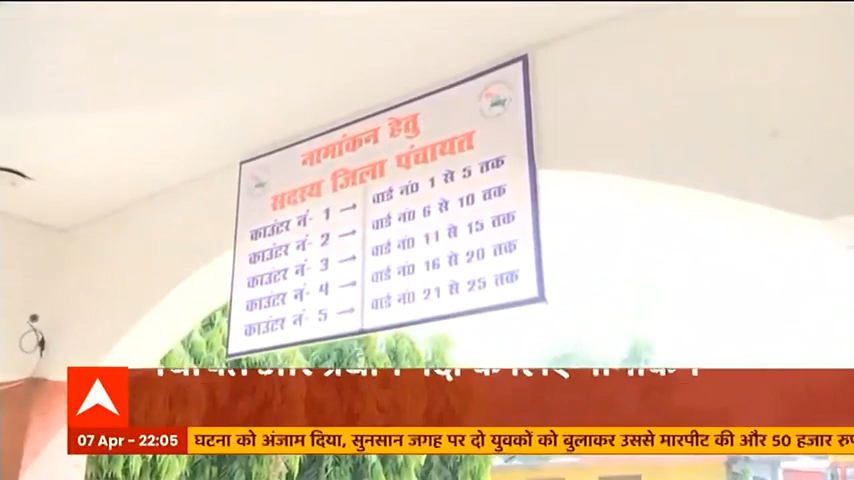 नामांकन हेतु
सदस्य जिला पंचायत
काउंटर नं- 1 → वार्ड नं0 1 से 5 तक
काउंटर नं- 2 → वार्ड नं0 6 से 10 तक
काउंटर नं- 3 → वार्ड नं0 11 से 15 तक
काउंटर नं- 4 → वार्ड नं0 16 से 20 तक
काउंटर नं- 5 → वार्ड नं0 21 से 25 तक
07 Apr - 22:05
घटना को अंजाम दिया, सुनसान जगह पर दो युवकों को बुलाकर उससे मारपीट की और 50 हजार